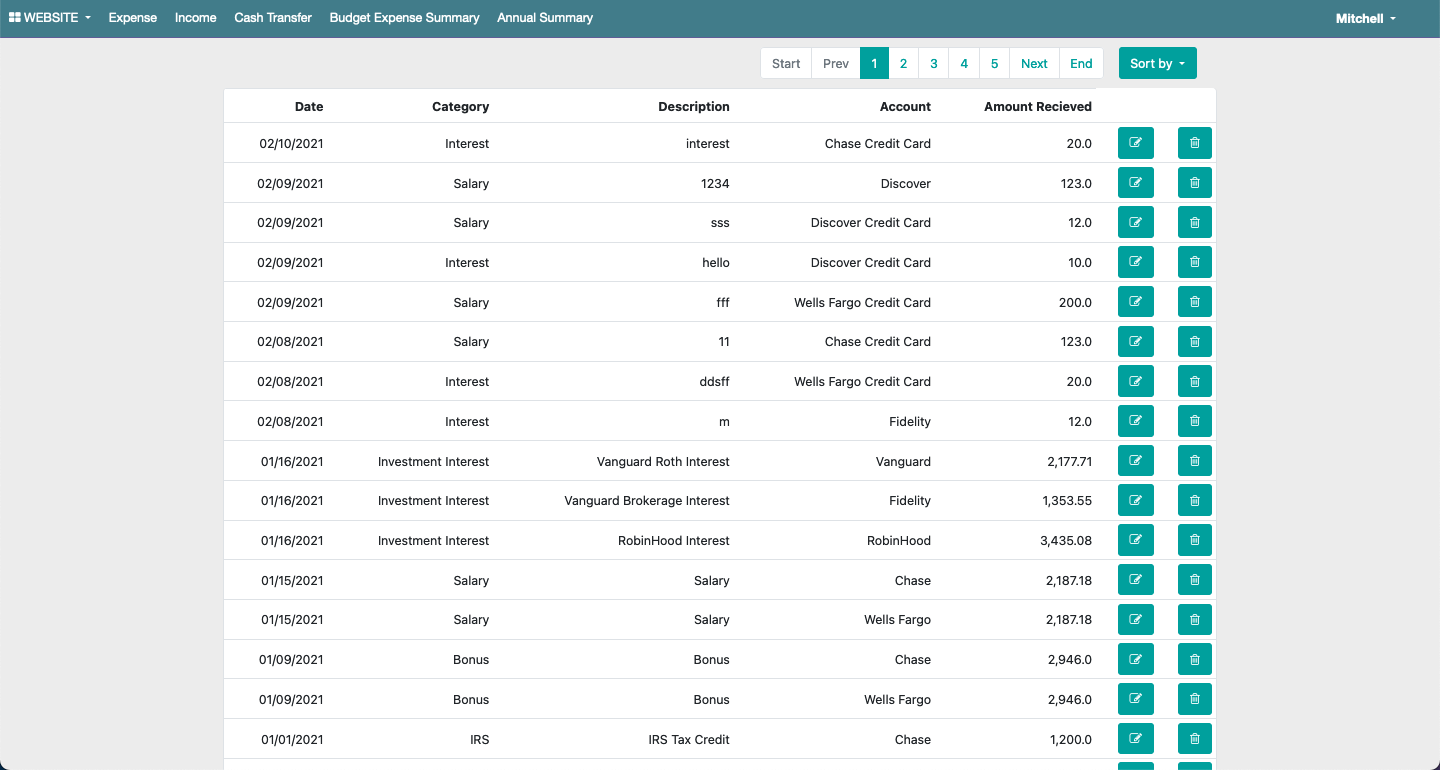 WEBSITE Expense Income Cash Transfer Budget Expense Summary Annual Summary Mitchell
Start Prev 1 2 3 4 5 Next End Sort by
Date Category Description Account Amount Recieved
02/10/2021 Interest interest Chase Credit Card 20.0
02/09/2021 Salary 1234 Discover 123.0
02/09/2021 Salary sss Discover Credit Card 12.0
02/09/2021 Interest hello Discover Credit Card 10.0
02/09/2021 Salary fff Wells Fargo Credit Card 200.0
02/08/2021 Salary 11 Chase Credit Card 123.0
02/08/2021 Interest ddsff Wells Fargo Credit Card 20.0
02/08/2021 Interest m Fidelity 12.0
01/16/2021 Investment Interest Vanguard Roth Interest Vanguard 2,177.71
01/16/2021 Investment Interest Vanguard Brokerage Interest Fidelity 1,353.55
01/16/2021 Investment Interest RobinHood Interest RobinHood 3,435.08
01/15/2021 Salary Salary Chase 2,187.18
01/15/2021 Salary Salary Wells Fargo 2,187.18
01/09/2021 Bonus Bonus Chase 2,946.0
01/09/2021 Bonus Bonus Wells Fargo 2,946.0
01/01/2021 IRS IRS Tax Credit Chase 1,200.0